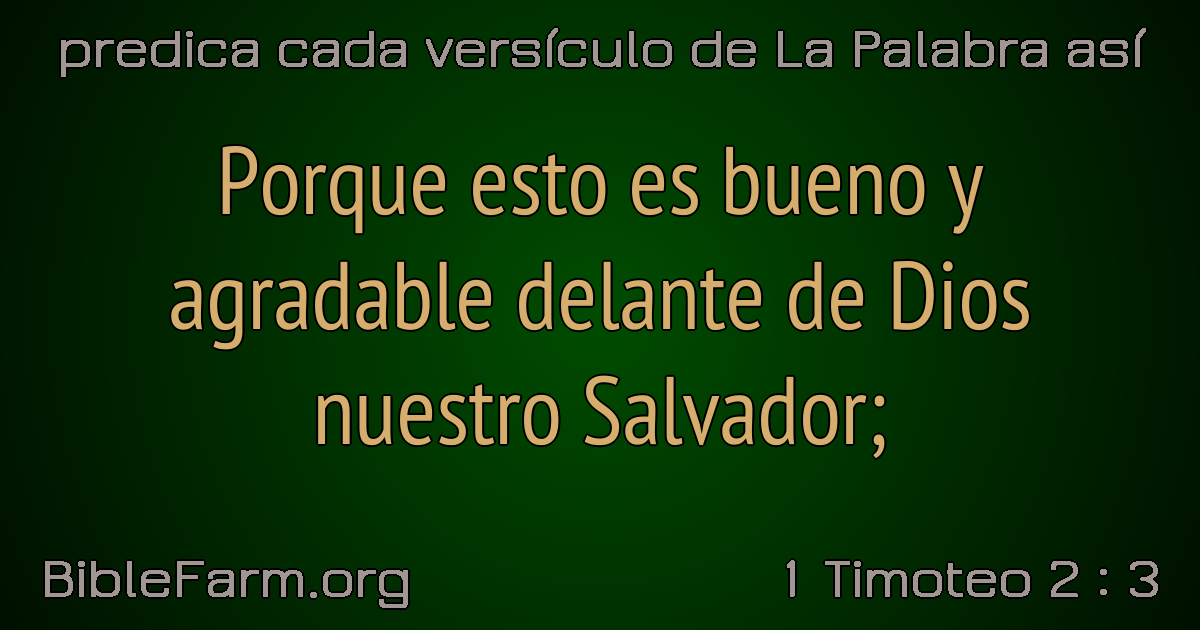 predica cada versículo de La Palabra así
Porque esto es bueno y
agradable delante de Dios
nuestro Salvador;
BibleFarm.org
1 Timoteo 2 : 3